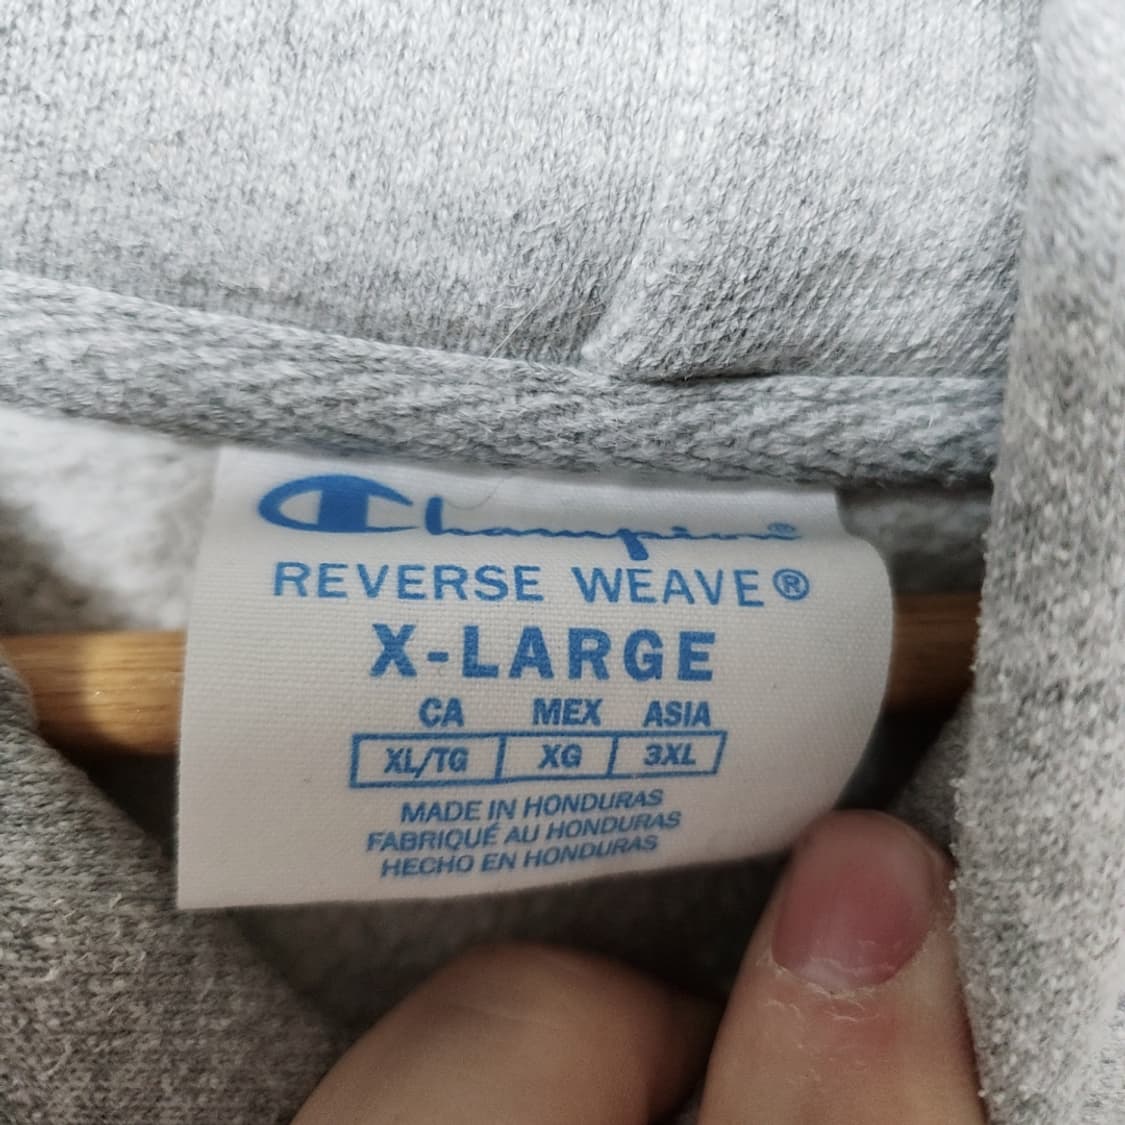 Champion®
REVERSE WEAVE®
X-LARGE
CA MEX ASIA
XL/TG XG 3XL
MADE IN HONDURAS
FABRIQUÉ AU HONDURAS
HECHO EN HONDURAS